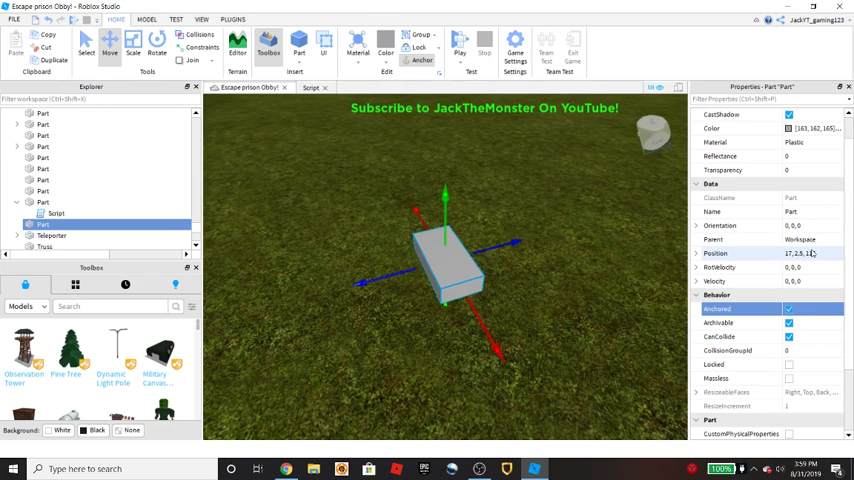 Escape prison Obby! - Roblox Studio
FILE HOME MODEL TEST VIEW PLUGINS JackYT_gaming123
Paste Copy Cut Duplicate Select Move Scale Rotate Collisions Constraints Join Editor Toolbox Part UI Material Color Group Lock Anchor Play Stop Game Settings Team Test Exit Game
Clipboard Tools Terrain Insert Edit Test Settings Team Test
Explorer
Filter workspace (Ctrl+Shift+X)
Part
Part
Part
Part
Part
Part
Part
Part
Part
Script
Part
Teleporter
Truss
Toolbox
Models Search
Observation Tower
Pine Tree
Dynamic Light Pole
Military Canvas...
Background: White Black None
Escape prison Obby! Script UI
Subscribe to JackTheMonster On YouTube!
Properties - Part "Part"
Filter Properties (Ctrl+Shift+P)
CastShadow
Color [163, 162, 165]...
Material Plastic
Reflectance 0
Transparency 0
Data
ClassName Part
Name Part
Orientation 0, 0, 0
Parent Workspace
Position 17, 2.5,
RotVelocity 0, 0, 0
Velocity 0, 0, 0
Behavior
Anchored
Archivable
CanCollide
CollisionGroupId 0
Locked
Massless
ResizeableFaces Right, Top, Back, ...
ResizeIncrement 1
Part
CustomPhysicalProperties
Type here to search
EPIC
100%
3:59 PM
8/31/2019